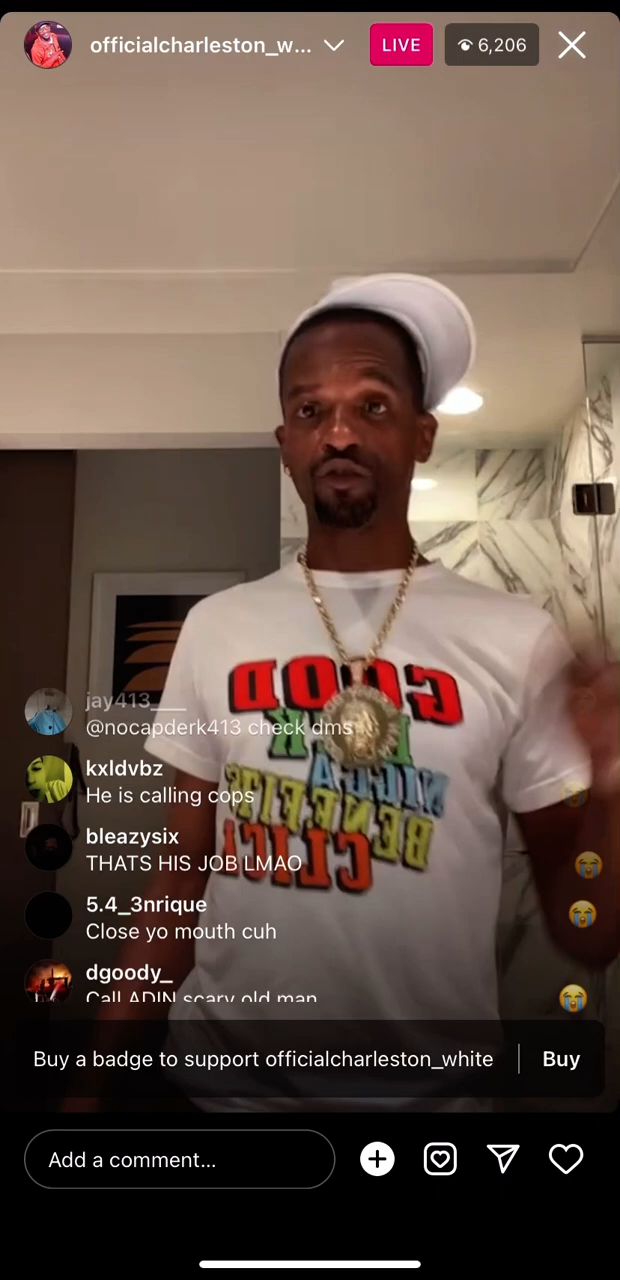 officialcharleston_w...
LIVE
6,206
GOOD
BENEFITS
jay413___
@nocapderk413 check dms
kxldvbz
He is calling cops
bleazysix
THATS HIS JOB LMAO
5.4_3nrique
Close yo mouth cuh
dgoody_
Call ADIN scary old man
Buy a badge to support officialcharleston_white
Buy
Add a comment...